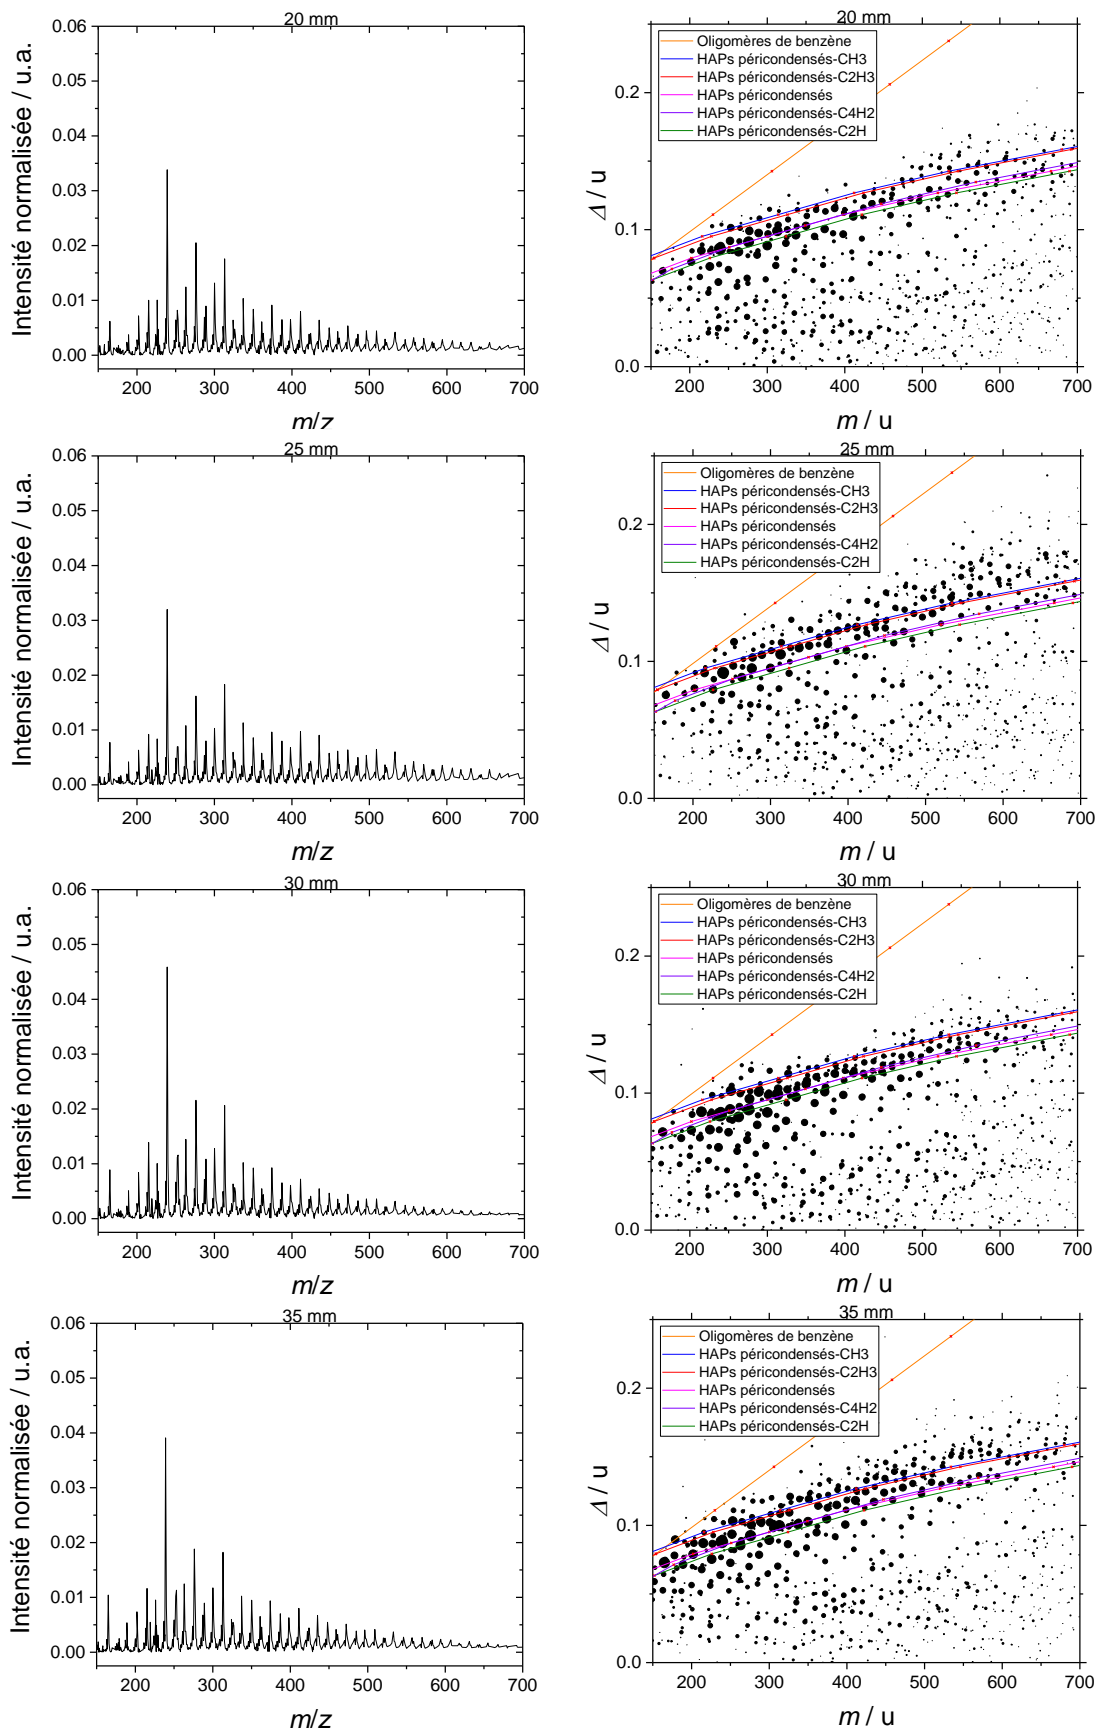 20 mm
0.06
0.05
0.04
0.03
0.02
0.01
0.00
Intensité normalisée / u.a.
200 300 400 500 600 700
m/z
20 mm
Oligomères de benzène
HAPs péricondensés-CH3
HAPs péricondensés-C2H3
HAPs péricondensés
HAPs péricondensés-C4H2
HAPs péricondensés-C2H
0.2
0.1
0.0
Δ / u
200 300 400 500 600 700
m / u
25 mm
0.06
0.05
0.04
0.03
0.02
0.01
0.00
Intensité normalisée / u.a.
200 300 400 500 600 700
m/z
25 mm
Oligomères de benzène
HAPs péricondensés-CH3
HAPs péricondensés-C2H3
HAPs péricondensés
HAPs péricondensés-C4H2
HAPs péricondensés-C2H
0.2
0.1
0.0
Δ / u
200 300 400 500 600 700
m / u
30 mm
0.06
0.05
0.04
0.03
0.02
0.01
0.00
Intensité normalisée / u.a.
200 300 400 500 600 700
m/z
30 mm
Oligomères de benzène
HAPs péricondensés-CH3
HAPs péricondensés-C2H3
HAPs péricondensés
HAPs péricondensés-C4H2
HAPs péricondensés-C2H
0.2
0.1
0.0
Δ / u
200 300 400 500 600 700
m / u
35 mm
0.06
0.05
0.04
0.03
0.02
0.01
0.00
Intensité normalisée / u.a.
200 300 400 500 600 700
m/z
35 mm
Oligomères de benzène
HAPs péricondensés-CH3
HAPs péricondensés-C2H3
HAPs péricondensés
HAPs péricondensés-C4H2
HAPs péricondensés-C2H
0.2
0.1
0.0
Δ / u
200 300 400 500 600 700
m / u